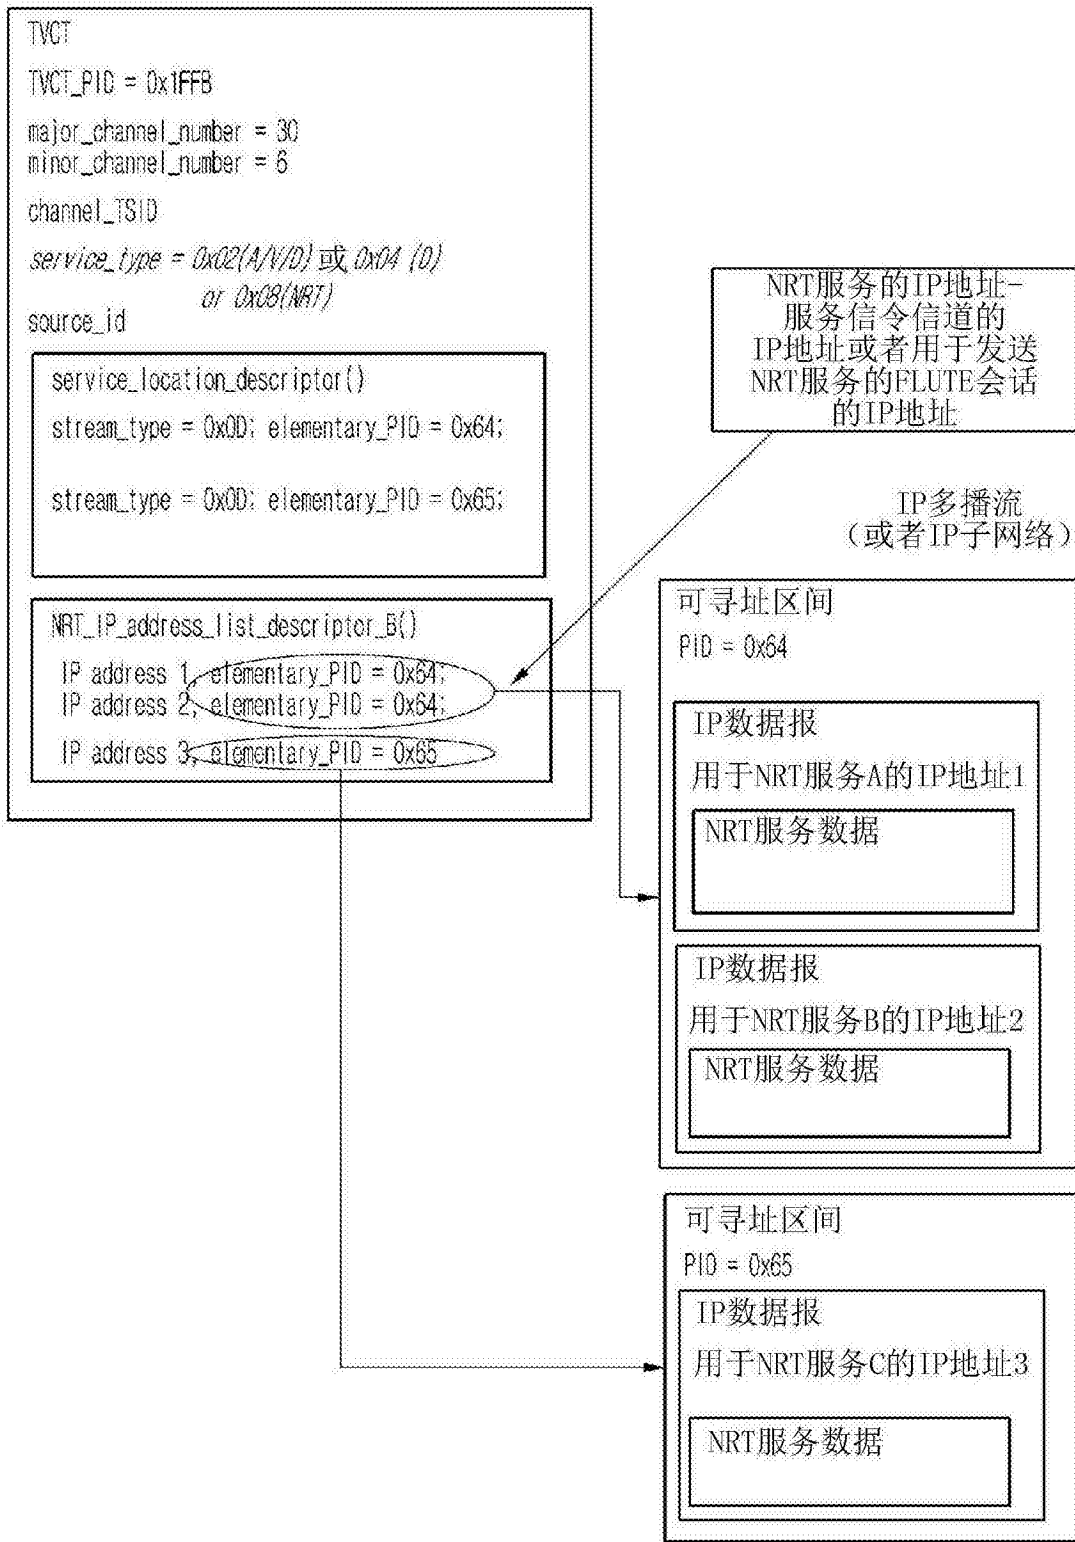 TVCT
TVCT_PID = 0x1FFB
major_channel_number = 30
minor_channel_number = 6
channel_TSID
service_type = 0x02(A/V/D) 或 0x04 (D)
or 0x08(NRT)
source_id
service_location_descriptor()
stream_type = 0x0D; elementary_PID = 0x64;
stream_type = 0x0D; elementary_PID = 0x65;
NRT_IP_address_list_descriptor_B()
IP address 1, elementary_PID = 0x64;
IP address 2, elementary_PID = 0x64;
IP address 3, elementary_PID = 0x65
NRT服务的IP地址-
服务信令信道的
IP地址或者用于发送
NRT服务的FLUTE会话
的IP地址
IP多播流
（或者IP子网络）
可寻址区间
PID = 0x64
IP数据报
用于NRT服务A的IP地址1
NRT服务数据
IP数据报
用于NRT服务B的IP地址2
NRT服务数据
可寻址区间
PID = 0x65
IP数据报
用于NRT服务C的IP地址3
NRT服务数据